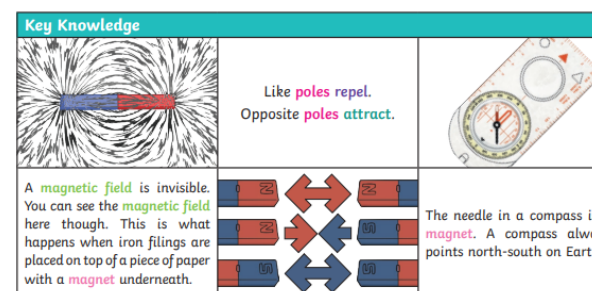 Key Knowledge
Like poles repel.
Opposite poles attract.
A magnetic field is invisible.
You can see the magnetic field
here though. This is what
happens when iron filings are
placed on top of a piece of paper
with a magnet underneath.
N N
N S
S S
The needle in a compass i
magnet. A compass alw
points north-south on Eart